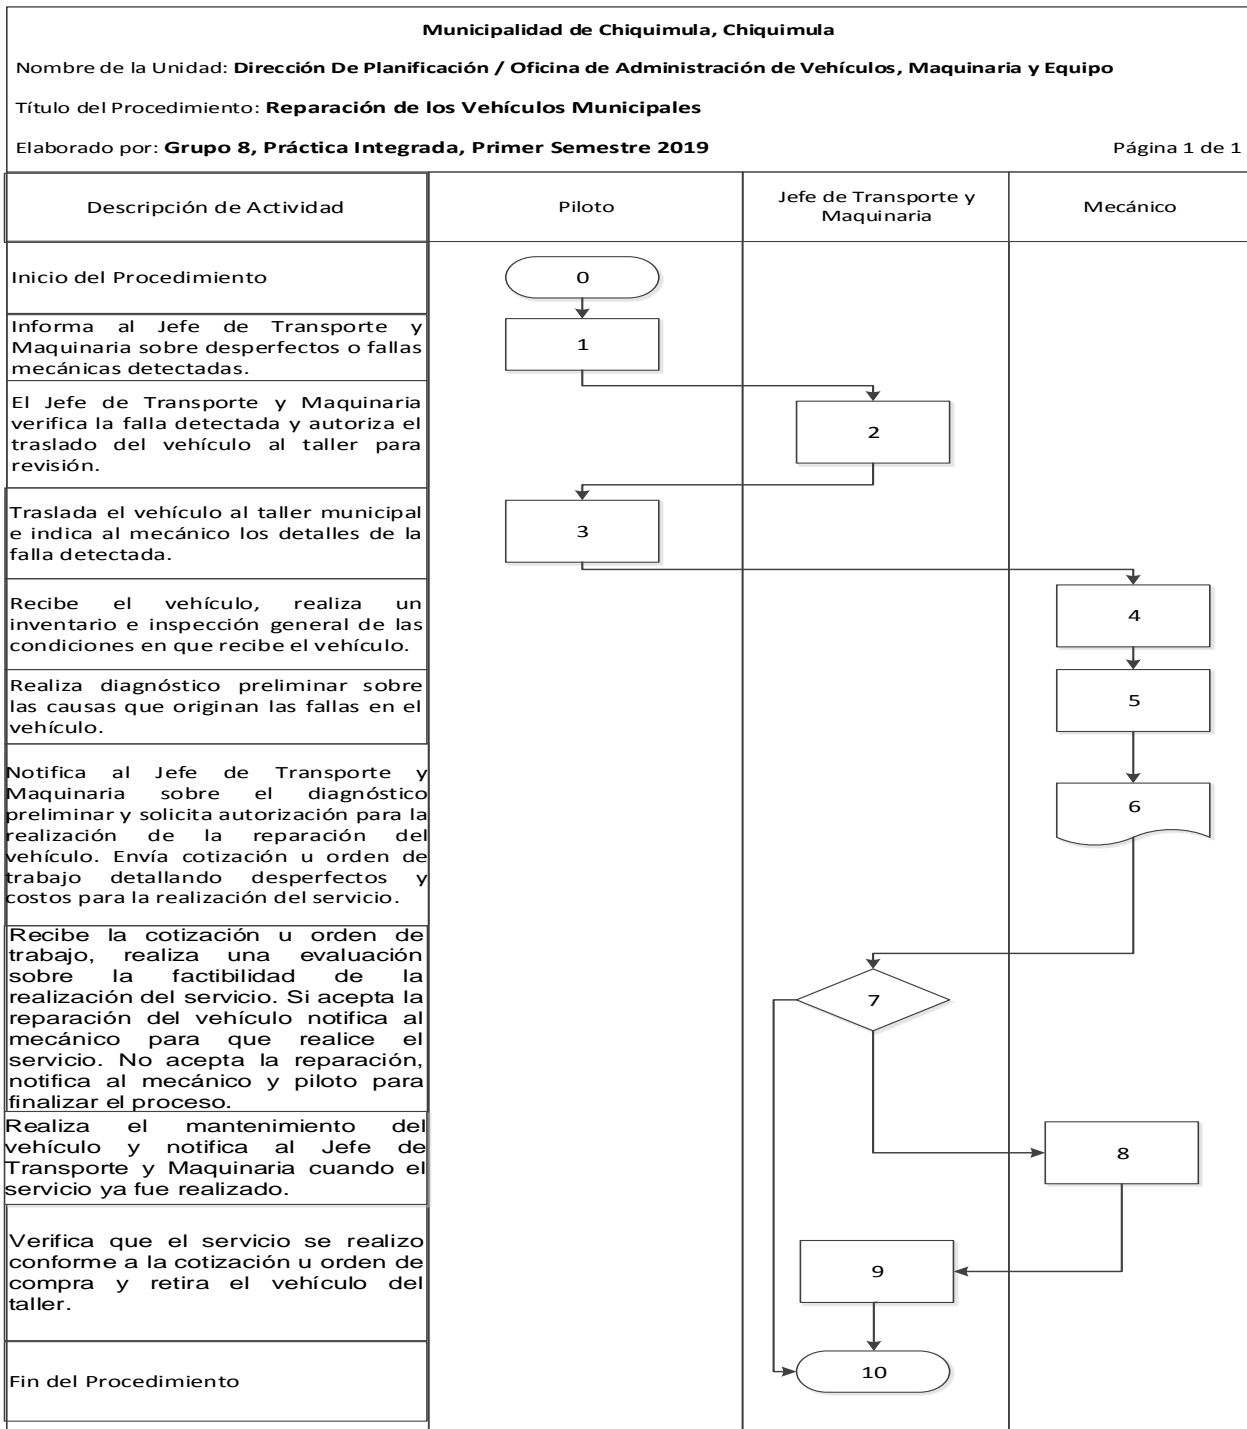 Municipalidad de Chiquimula, Chiquimula
Nombre de la Unidad: Dirección De Planificación / Oficina de Administración de Vehículos, Maquinaria y Equipo
Título del Procedimiento: Reparación de los Vehículos Municipales
Elaborado por: Grupo 8, Práctica Integrada, Primer Semestre 2019 Página 1 de 1
Descripción de Actividad
Piloto
Jefe de Transporte y
Maquinaria
Mecánico
Inicio del Procedimiento
0
Informa al Jefe de Transporte y
Maquinaria sobre desperfectos o fallas
mecánicas detectadas.
1
El Jefe de Transporte y Maquinaria
verifica la falla detectada y autoriza el
traslado del vehículo al taller para
revisión.
2
Traslada el vehículo al taller municipal
e indica al mecánico los detalles de la
falla detectada.
3
Recibe el vehículo, realiza un
inventario e inspección general de las
condiciones en que recibe el vehículo.
4
Realiza diagnóstico preliminar sobre
las causas que originan las fallas en el
vehículo.
5
Notifica al Jefe de Transporte y
Maquinaria sobre el diagnóstico
preliminar y solicita autorización para la
realización de la reparación del
vehículo. Envía cotización u orden de
trabajo detallando desperfectos y
costos para la realización del servicio.
6
Recibe la cotización u orden de
trabajo, realiza una evaluación
sobre la factibilidad de la
realización del servicio. Si acepta la
reparación del vehículo notifica al
mecánico para que realice el
servicio. No acepta la reparación,
notifica al mecánico y piloto para
finalizar el proceso.
7
Realiza el mantenimiento del
vehículo y notifica al Jefe de
Transporte y Maquinaria cuando el
servicio ya fue realizado.
8
Verifica que el servicio se realizo
conforme a la cotización u orden de
compra y retira el vehículo del
taller.
9
Fin del Procedimiento
10